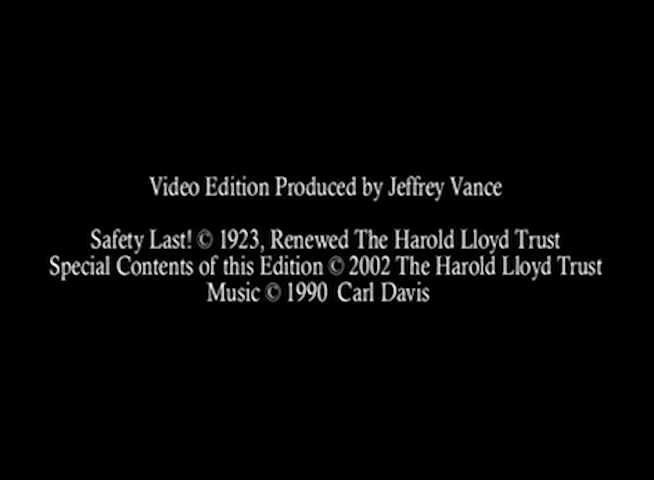 Video Edition Produced by Jeffrey Vance
Safety Last! © 1923, Renewed The Harold Lloyd Trust
Special Contents of this Edition © 2002 The Harold Lloyd Trust
Music © 1990 Carl Davis